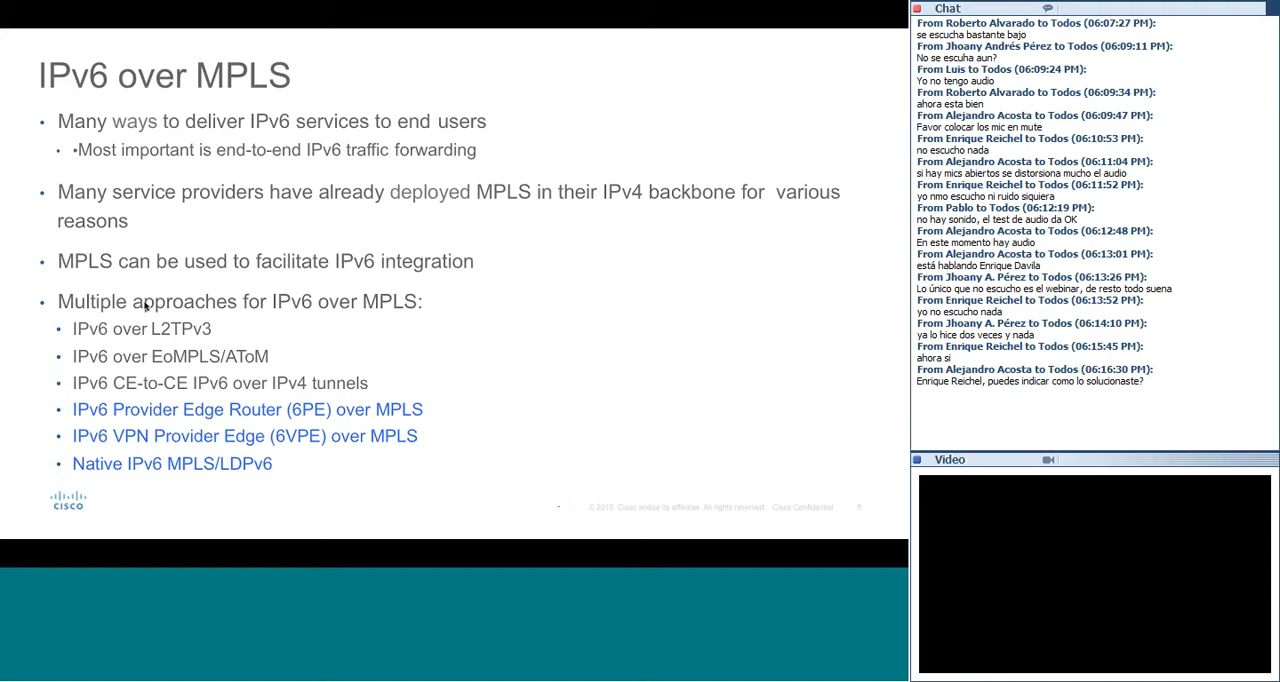 IPv6 over MPLS
• Many ways to deliver IPv6 services to end users
• •Most important is end-to-end IPv6 traffic forwarding
• Many service providers have already deployed MPLS in their IPv4 backbone for various
reasons
• MPLS can be used to facilitate IPv6 integration
• Multiple approaches for IPv6 over MPLS:
• IPv6 over L2TPv3
• IPv6 over EoMPLS/AToM
• IPv6 CE-to-CE IPv6 over IPv4 tunnels
• IPv6 Provider Edge Router (6PE) over MPLS
• IPv6 VPN Provider Edge (6VPE) over MPLS
• Native IPv6 MPLS/LDPv6
CISCO
© 2015 Cisco and/or its affiliates. All rights reserved. Cisco Confidential
Chat
From Roberto Alvarado to Todos (06:07:27 PM):
se escucha bastante bajo
From Jhoany Andrés Pérez to Todos (06:09:11 PM):
No se escuha aun?
From Luis to Todos (06:09:24 PM):
Yo no tengo audio
From Roberto Alvarado to Todos (06:09:34 PM):
ahora esta bien
From Alejandro Acosta to Todos (06:09:47 PM):
Favor colocar los mic en mute
From Enrique Reichel to Todos (06:10:53 PM):
no escucho nada
From Alejandro Acosta to Todos (06:11:04 PM):
si hay mics abiertos se distorsiona mucho el audio
From Enrique Reichel to Todos (06:11:52 PM):
yo nmo escucho ni ruido siquiera
From Pablo to Todos (06:12:19 PM):
no hay sonido, el test de audio da OK
From Alejandro Acosta to Todos (06:12:48 PM):
En este momento hay audio
From Alejandro Acosta to Todos (06:13:01 PM):
está hablando Enrique Davila
From Jhoany A. Pérez to Todos (06:13:26 PM):
Lo único que no escucho es el webinar, de resto todo suena
From Enrique Reichel to Todos (06:13:52 PM):
yo no escucho nada
From Jhoany A. Pérez to Todos (06:14:10 PM):
ya lo hice dos veces y nada
From Enrique Reichel to Todos (06:15:45 PM):
ahora si
From Alejandro Acosta to Todos (06:16:30 PM):
Enrique Reichel, puedes indicar como lo solucionaste?
Video